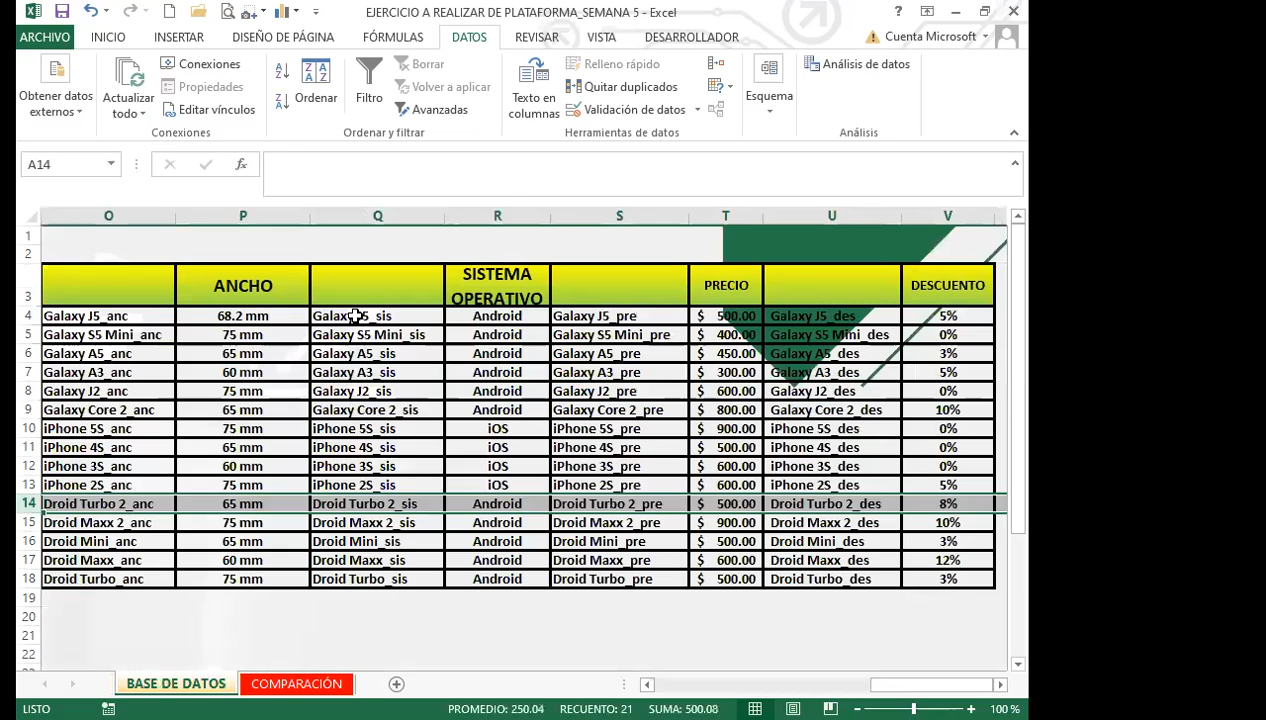 EJERCICIO A REALIZAR DE PLATAFORMA_SEMANA 5 - Excel
ARCHIVO INICIO INSERTAR DISEÑO DE PÁGINA FÓRMULAS DATOS REVISAR VISTA DESARROLLADOR Cuenta Microsoft
Obtener datos externos
Actualizar todo
Conexiones
Propiedades
Editar vínculos
Conexiones
Ordenar
Filtro
Borrar
Volver a aplicar
Avanzadas
Ordenar y filtrar
Texto en columnas
Relleno rápido
Quitar duplicados
Validación de datos
Herramientas de datos
Esquema
Análisis de datos
Análisis
A14 fx
O P Q R S T U V
1
2
3 ANCHO SISTEMA OPERATIVO PRECIO DESCUENTO
4 Galaxy J5_anc 68.2 mm Galaxy J5_sis Android Galaxy J5_pre $ 500.00 Galaxy J5_des 5%
5 Galaxy S5 Mini_anc 75 mm Galaxy S5 Mini_sis Android Galaxy S5 Mini_pre $ 400.00 Galaxy S5 Mini_des 0%
6 Galaxy A5_anc 65 mm Galaxy A5_sis Android Galaxy A5_pre $ 450.00 Galaxy A5_des 3%
7 Galaxy A3_anc 60 mm Galaxy A3_sis Android Galaxy A3_pre $ 300.00 Galaxy A3_des 5%
8 Galaxy J2_anc 75 mm Galaxy J2_sis Android Galaxy J2_pre $ 600.00 Galaxy J2_des 0%
9 Galaxy Core 2_anc 65 mm Galaxy Core 2_sis Android Galaxy Core 2_pre $ 800.00 Galaxy Core 2_des 10%
10 iPhone 5S_anc 75 mm iPhone 5S_sis iOS iPhone 5S_pre $ 900.00 iPhone 5S_des 0%
11 iPhone 4S_anc 65 mm iPhone 4S_sis iOS iPhone 4S_pre $ 500.00 iPhone 4S_des 0%
12 iPhone 3S_anc 60 mm iPhone 3S_sis iOS iPhone 3S_pre $ 600.00 iPhone 3S_des 0%
13 iPhone 2S_anc 75 mm iPhone 2S_sis iOS iPhone 2S_pre $ 600.00 iPhone 2S_des 5%
14 Droid Turbo 2_anc 65 mm Droid Turbo 2_sis Android Droid Turbo 2_pre $ 500.00 Droid Turbo 2_des 8%
15 Droid Maxx 2_anc 75 mm Droid Maxx 2_sis Android Droid Maxx 2_pre $ 900.00 Droid Maxx 2_des 10%
16 Droid Mini_anc 65 mm Droid Mini_sis Android Droid Mini_pre $ 500.00 Droid Mini_des 3%
17 Droid Maxx_anc 60 mm Droid Maxx_sis Android Droid Maxx_pre $ 600.00 Droid Maxx_des 12%
18 Droid Turbo_anc 75 mm Droid Turbo_sis Android Droid Turbo_pre $ 500.00 Droid Turbo_des 3%
19
20
21
22
BASE DE DATOS COMPARACIÓN
LISTO PROMEDIO: 250.04 RECUENTO: 21 SUMA: 500.08 100 %